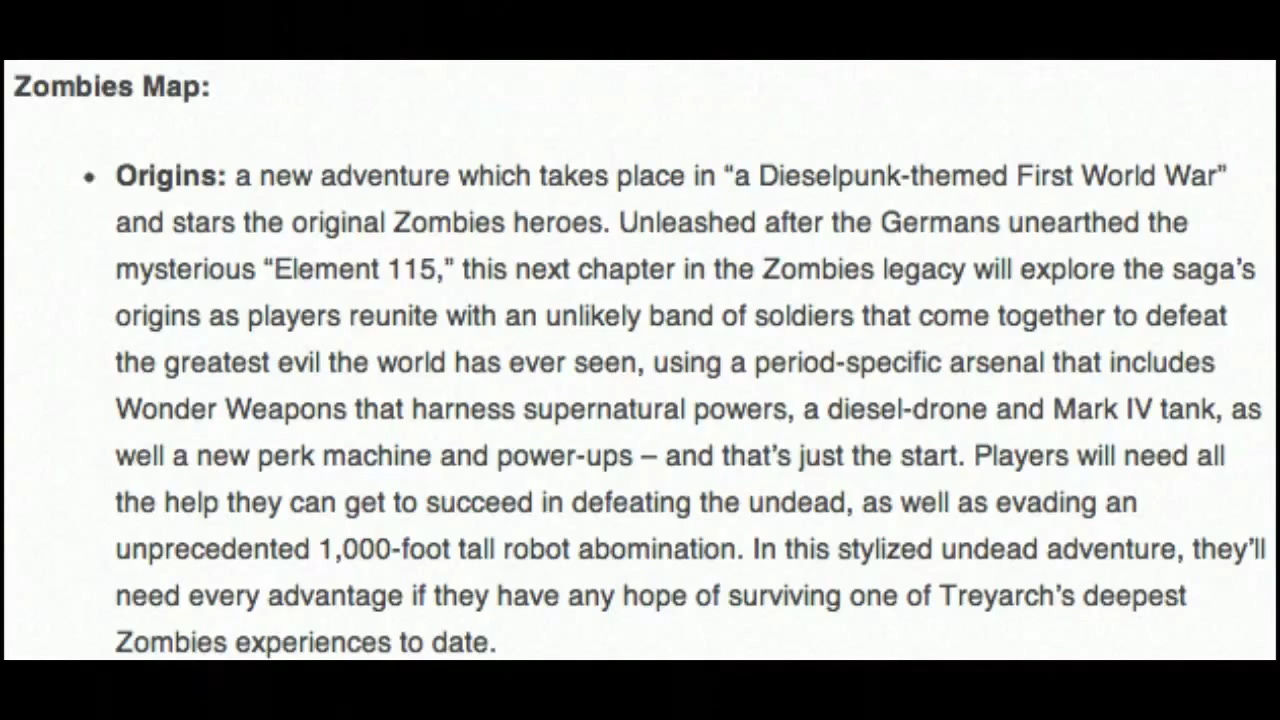 Zombies Map:
• Origins: a new adventure which takes place in “a Dieselpunk-themed First World War”
and stars the original Zombies heroes. Unleashed after the Germans unearthed the
mysterious “Element 115,” this next chapter in the Zombies legacy will explore the saga’s
origins as players reunite with an unlikely band of soldiers that come together to defeat
the greatest evil the world has ever seen, using a period-specific arsenal that includes
Wonder Weapons that harness supernatural powers, a diesel-drone and Mark IV tank, as
well a new perk machine and power-ups – and that’s just the start. Players will need all
the help they can get to succeed in defeating the undead, as well as evading an
unprecedented 1,000-foot tall robot abomination. In this stylized undead adventure, they’ll
need every advantage if they have any hope of surviving one of Treyarch’s deepest
Zombies experiences to date.